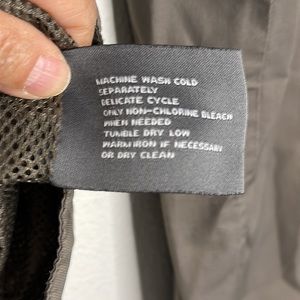 MACHINE WASH COLD
SEPARATELY
DELICATE CYCLE
ONLY NON-CHLORINE BLEACH
WHEN NEEDED
TUMBLE DRY LOW
WARM IRON IF NECESSARY
OR DRY CLEAN